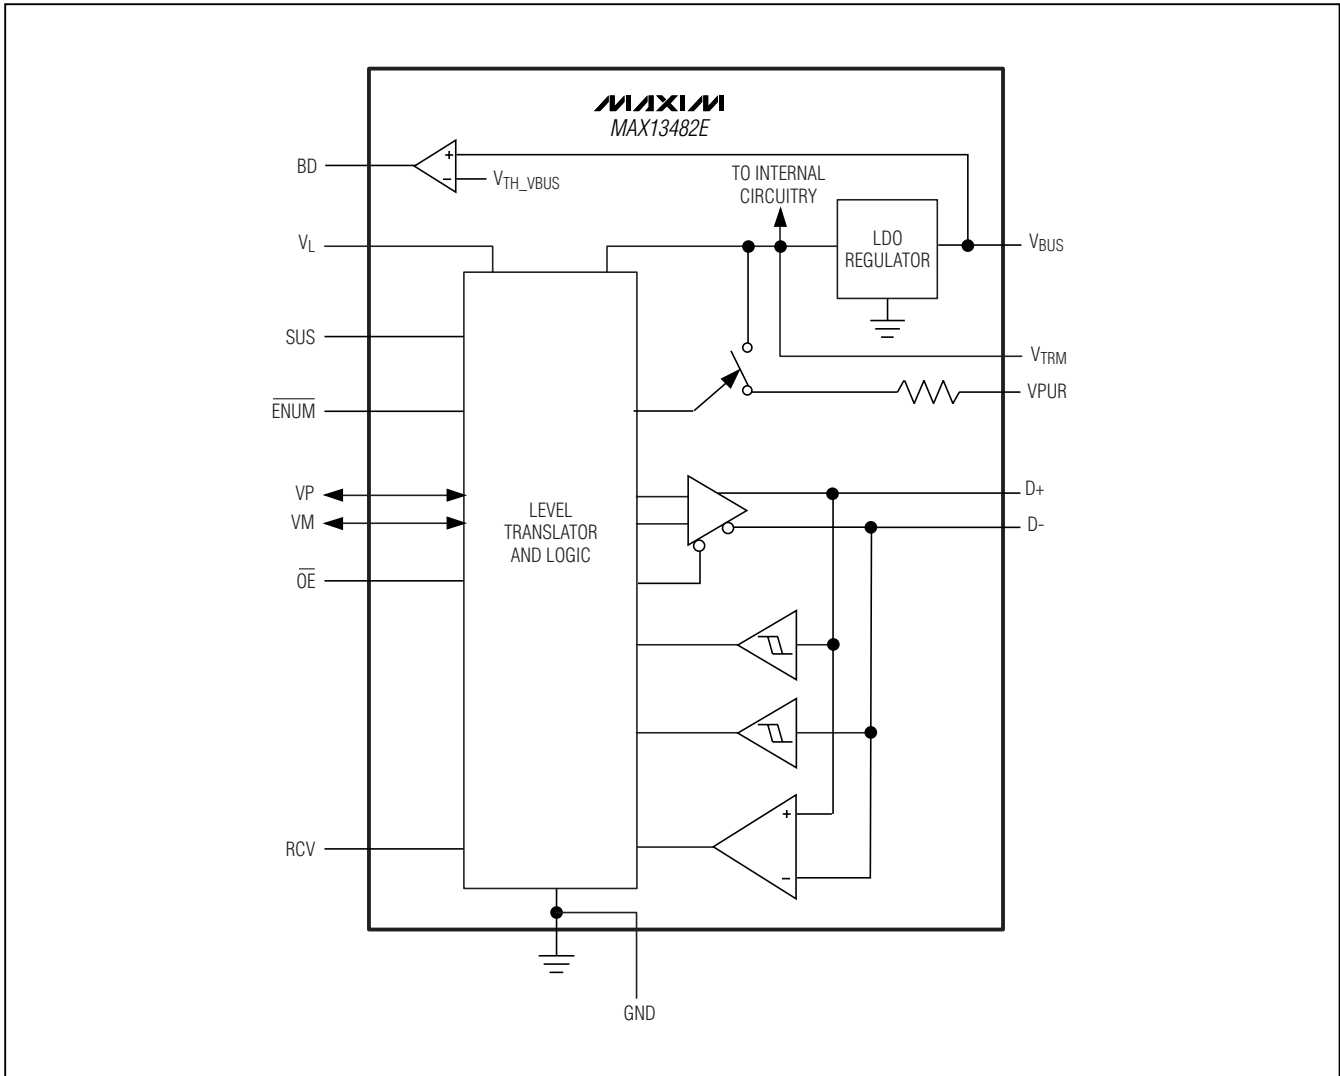 MAXIM
MAX13482E
BD
+
−
VTH_VBUS
TO INTERNAL
CIRCUITRY
VL
LDO
REGULATOR
VBUS
SUS
VTRM
VPUR
ENUM
VP
VM
D+
D-
LEVEL
TRANSLATOR
AND LOGIC
OE
+
−
RCV
GND